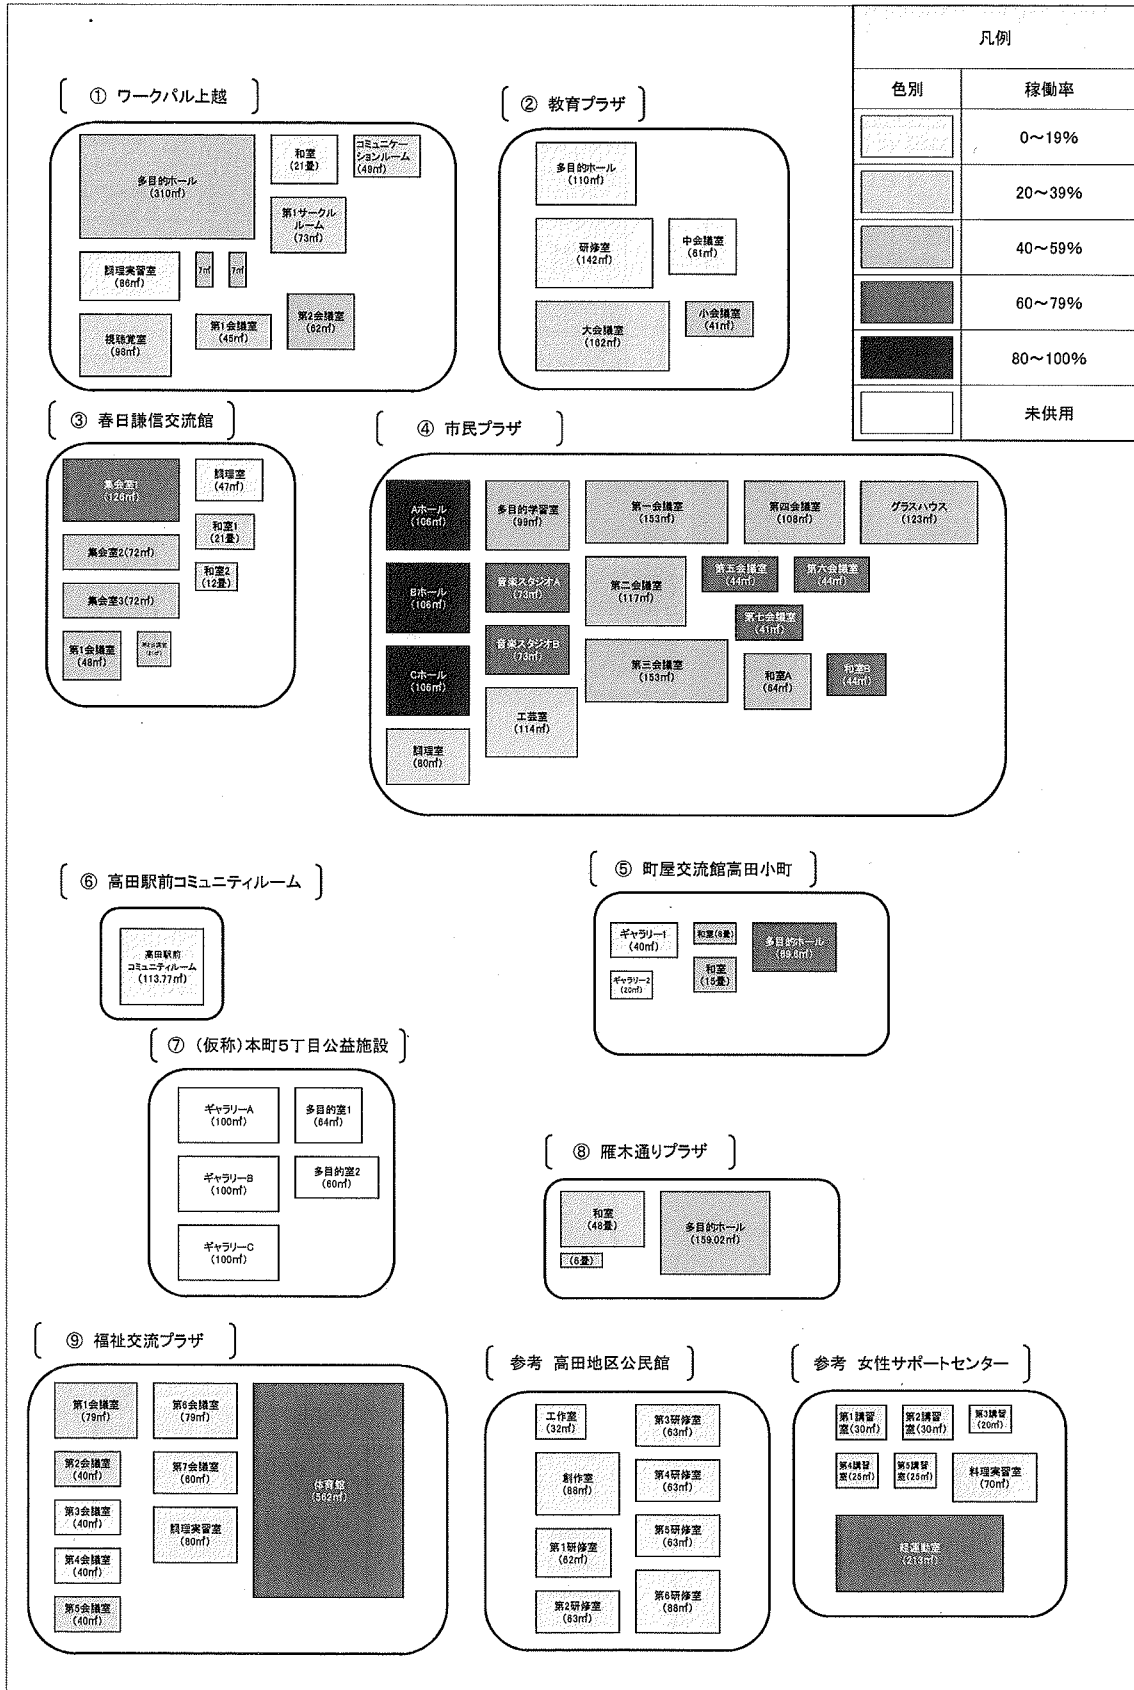 凡例
色別 稼働率
0～19%
20～39%
40～59%
60～79%
80～100%
未供用
① ワークパル上越
多目的ホール
(310㎡)
和室
(21畳)
コミュニケー
ションルーム
(49㎡)
第1サークル
ルーム
(73㎡)
調理実習室
(86㎡)
7㎡
7㎡
視聴覚室
(98㎡)
第1会議室
(45㎡)
第2会議室
(62㎡)
② 教育プラザ
多目的ホール
(110㎡)
研修室
(142㎡)
中会議室
(81㎡)
大会議室
(162㎡)
小会議室
(41㎡)
③ 春日謙信交流館
集会室1
(126㎡)
調理室
(47㎡)
集会室2(72㎡)
和室1
(21畳)
集会室3(72㎡)
和室2
(12畳)
第1会議室
(48㎡)
④ 市民プラザ
Aホール
(106㎡)
多目的学習室
(99㎡)
第一会議室
(153㎡)
第四会議室
(108㎡)
グラスハウス
(123㎡)
Bホール
(106㎡)
音楽スタジオA
(73㎡)
第二会議室
(117㎡)
第五会議室
(44㎡)
第六会議室
(44㎡)
第七会議室
(41㎡)
Cホール
(106㎡)
音楽スタジオB
(73㎡)
第三会議室
(153㎡)
和室A
(64㎡)
和室B
(44㎡)
工芸室
(114㎡)
調理室
(80㎡)
⑥ 高田駅前コミュニティルーム
高田駅前
コミュニティルーム
(113.77㎡)
⑤ 町屋交流館高田小町
ギャラリー1
(40㎡)
和室(8畳)
多目的ホール
(69.6㎡)
ギャラリー2
(20㎡)
和室
(15畳)
⑦ (仮称)本町5丁目公益施設
ギャラリーA
(100㎡)
多目的室1
(64㎡)
ギャラリーB
(100㎡)
多目的室2
(60㎡)
ギャラリーC
(100㎡)
⑧ 雁木通りプラザ
和室
(48畳)
多目的ホール
(159.02㎡)
(6畳)
⑨ 福祉交流プラザ
第1会議室
(79㎡)
第6会議室
(79㎡)
体育館
(562㎡)
第2会議室
(40㎡)
第7会議室
(60㎡)
第3会議室
(40㎡)
調理実習室
(80㎡)
第4会議室
(40㎡)
第5会議室
(40㎡)
参考 高田地区公民館
工作室
(32㎡)
第3研修室
(63㎡)
創作室
(88㎡)
第4研修室
(63㎡)
第1研修室
(62㎡)
第5研修室
(63㎡)
第2研修室
(63㎡)
第6研修室
(88㎡)
参考 女性サポートセンター
第1講習
室(30㎡)
第2講習
室(30㎡)
第3講習
(20㎡)
第4講習
室(25㎡)
第5講習
室(25㎡)
料理実習室
(70㎡)
軽運動室
(213㎡)